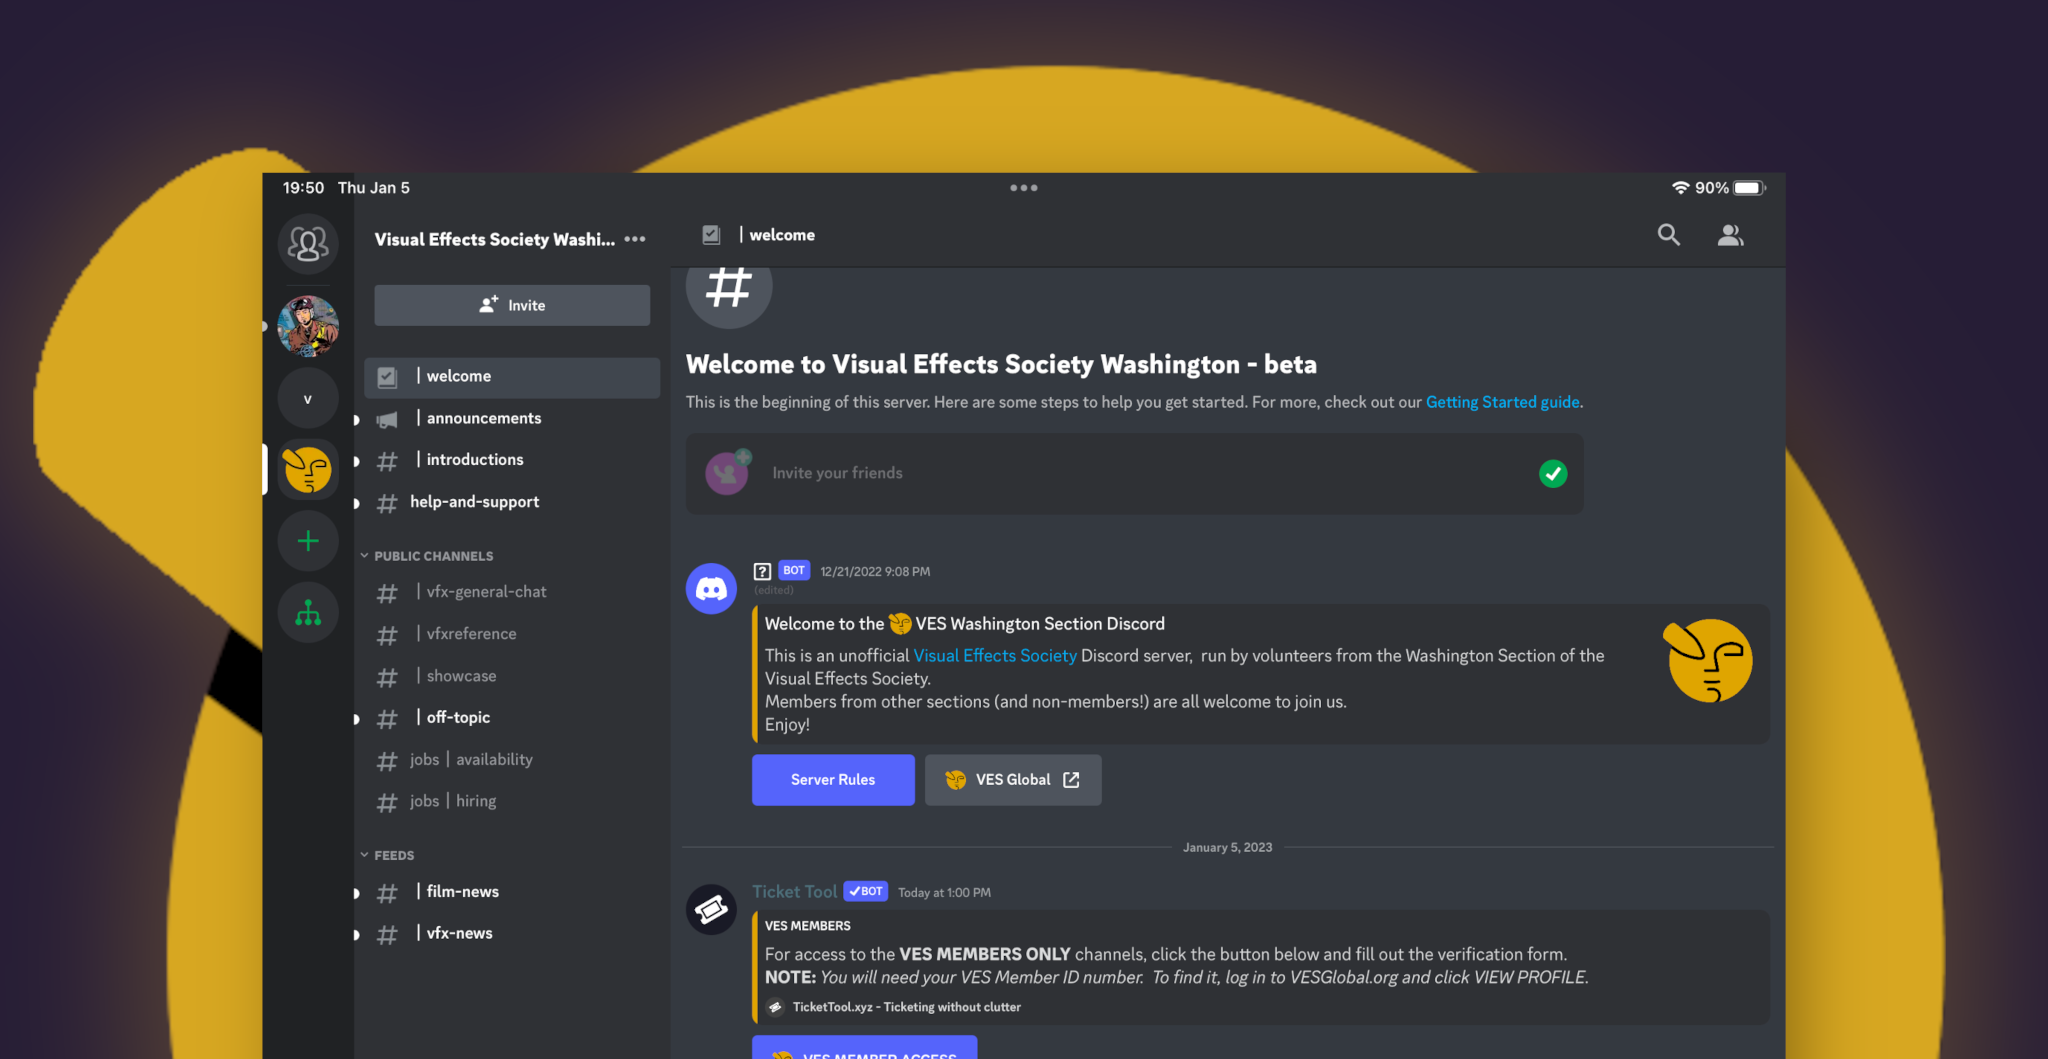 19:50 Thu Jan 5
90%
Visual Effects Society Washi...
Invite
| welcome
| announcements
| introductions
help-and-support
PUBLIC CHANNELS
| vfx-general-chat
| vfxreference
| showcase
| off-topic
jobs | availability
jobs | hiring
FEEDS
| film-news
| vfx-news
v
| welcome
#
Welcome to Visual Effects Society Washington - beta
This is the beginning of this server. Here are some steps to help you get started. For more, check out our Getting Started guide.
Invite your friends
? BOT 12/21/2022 9:08 PM
(edited)
Welcome to the VES Washington Section Discord
This is an unofficial Visual Effects Society Discord server, run by volunteers from the Washington Section of the
Visual Effects Society.
Members from other sections (and non-members!) are all welcome to join us.
Enjoy!
Server Rules
VES Global
January 5, 2023
Ticket Tool ✓BOT Today at 1:00 PM
VES MEMBERS
For access to the VES MEMBERS ONLY channels, click the button below and fill out the verification form.
NOTE: You will need your VES Member ID number. To find it, log in to VESGlobal.org and click VIEW PROFILE.
TicketTool.xyz - Ticketing without clutter
VES MEMBER ACCESS